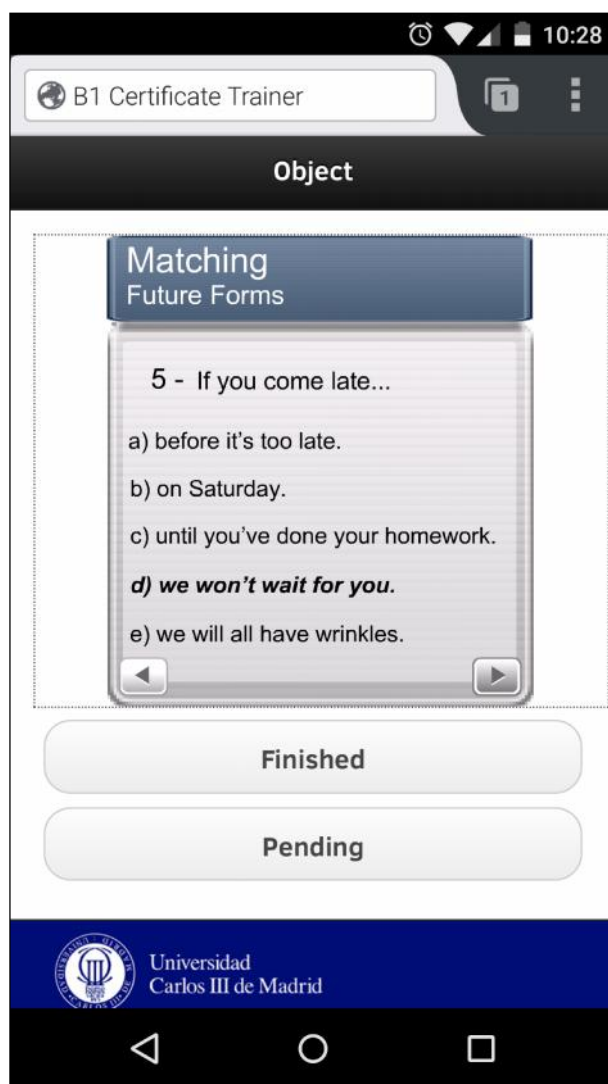 10:28
B1 Certificate Trainer
1
Object
Matching
Future Forms
5 - If you come late...
a) before it's too late.
b) on Saturday.
c) until you've done your homework.
d) we won't wait for you.
e) we will all have wrinkles.
Finished
Pending
Universidad
Carlos III de Madrid